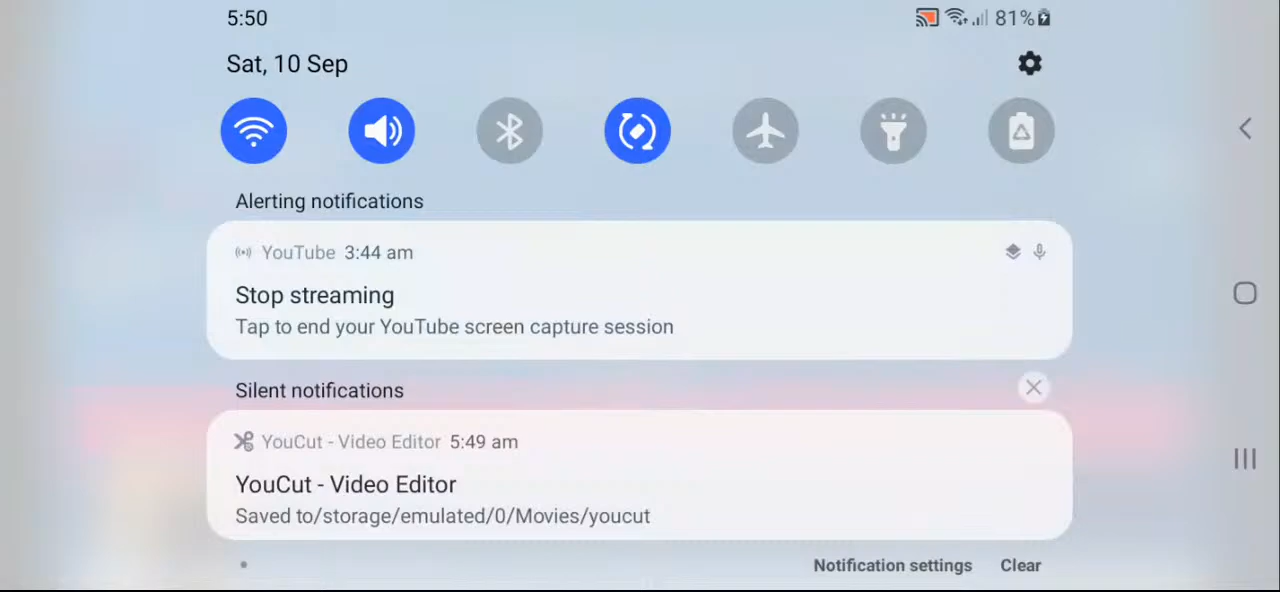 5:50
81%
Sat, 10 Sep
Alerting notifications
YouTube 3:44 am
Stop streaming
Tap to end your YouTube screen capture session
Silent notifications
YouCut - Video Editor 5:49 am
YouCut - Video Editor
Saved to/storage/emulated/0/Movies/youcut
Notification settings Clear